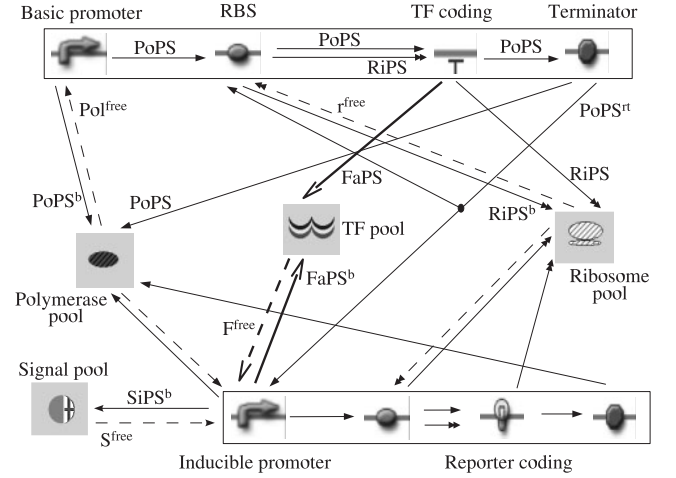 Basic promoter RBS TF coding Terminator
PoPS PoPS PoPS
RiPS
T
Pol^free r^free PoPS^rt
FaPS RiPS
PoPS^b PoPS RiPS^b
TF pool
Polymerase
pool
FaPS^b Ribosome
pool
F^free
Signal pool
SiPS^b
S^free
Inducible promoter Reporter coding